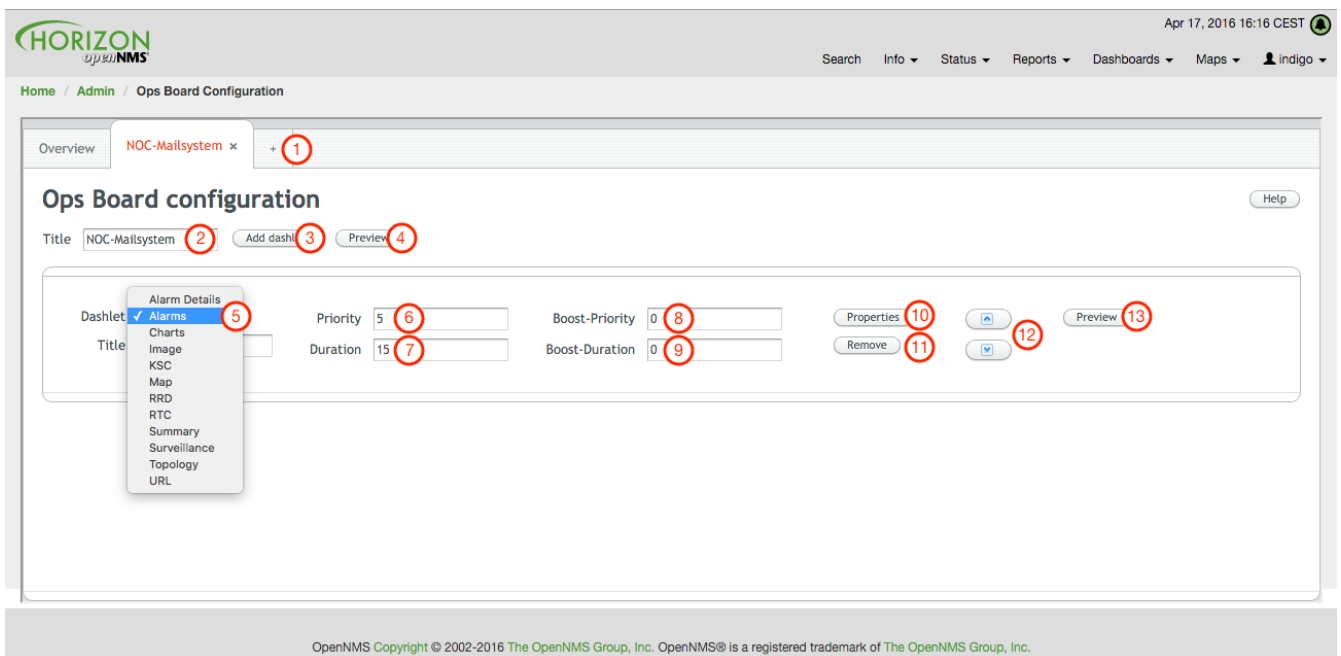 Apr 17, 2016 16:16 CEST
HORIZON
openNMS
Search Info Status Reports Dashboards Maps indigo
Home / Admin / Ops Board Configuration
Overview NOC-Mailsystem × + 1
Ops Board configuration Help
Title NOC-Mailsystem 2 Add dashl 3 Preview 4
Alarm Details
Dashlet ✓ Alarms 5 Priority 5 6 Boost-Priority 0 8 Properties 10 12 Preview 13
Charts
Title Image Duration 15 7 Boost-Duration 0 9 Remove 11
KSC
Map
RRD
RTC
Summary
Surveillance
Topology
URL
OpenNMS Copyright © 2002-2016 The OpenNMS Group, Inc. OpenNMS® is a registered trademark of The OpenNMS Group, Inc.